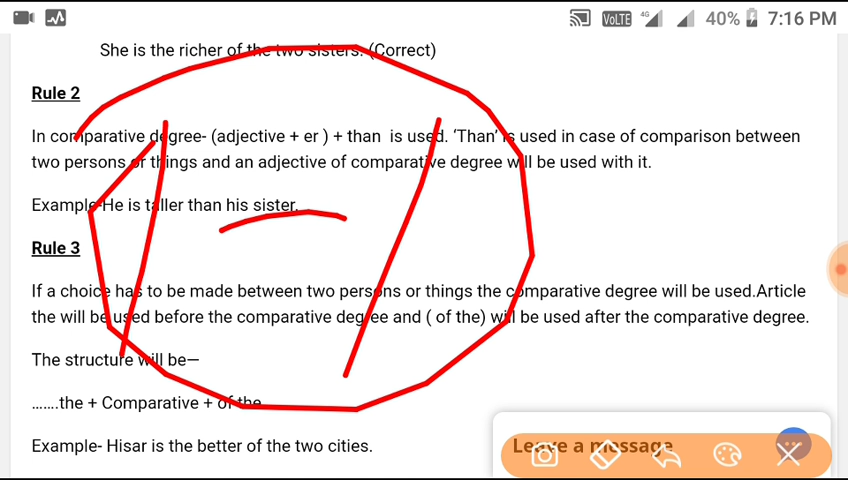 VoLTE 4G 40% 7:16 PM
She is the richer of the two sisters. (Correct)
Rule 2
In comparative degree- (adjective + er ) + than is used. ‘Than’ is used in case of comparison between
two persons or things and an adjective of comparative degree will be used with it.
Example-He is taller than his sister.
Rule 3
If a choice has to be made between two persons or things the comparative degree will be used.Article
the will be used before the comparative degree and ( of the) will be used after the comparative degree.
The structure will be—
…….the + Comparative + of the
Example- Hisar is the better of the two cities.
Leave a message